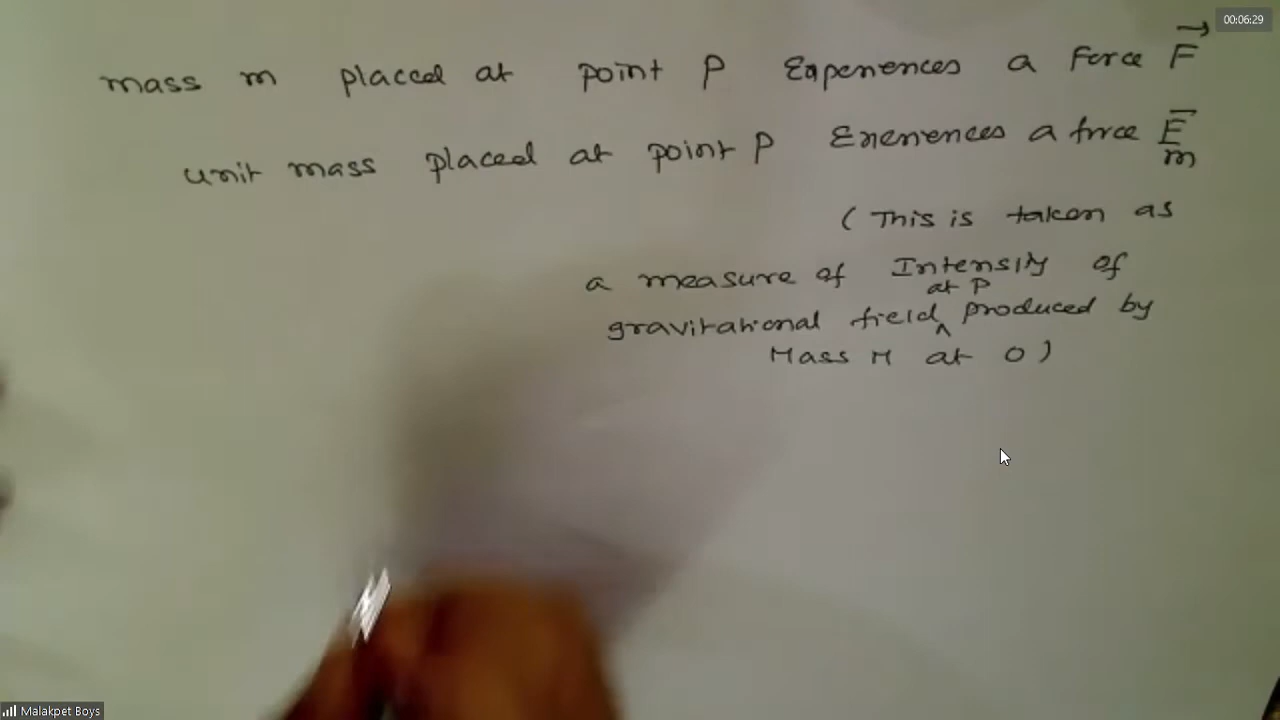 00:06:29
mass m placed at point P Experiences a Force F
unit mass placed at point P Exeriences a force F/m
(This is taken as
a measure of Intensity of
at P
gravitational field ^ produced by
Mass M at O)
Malakpet Boys